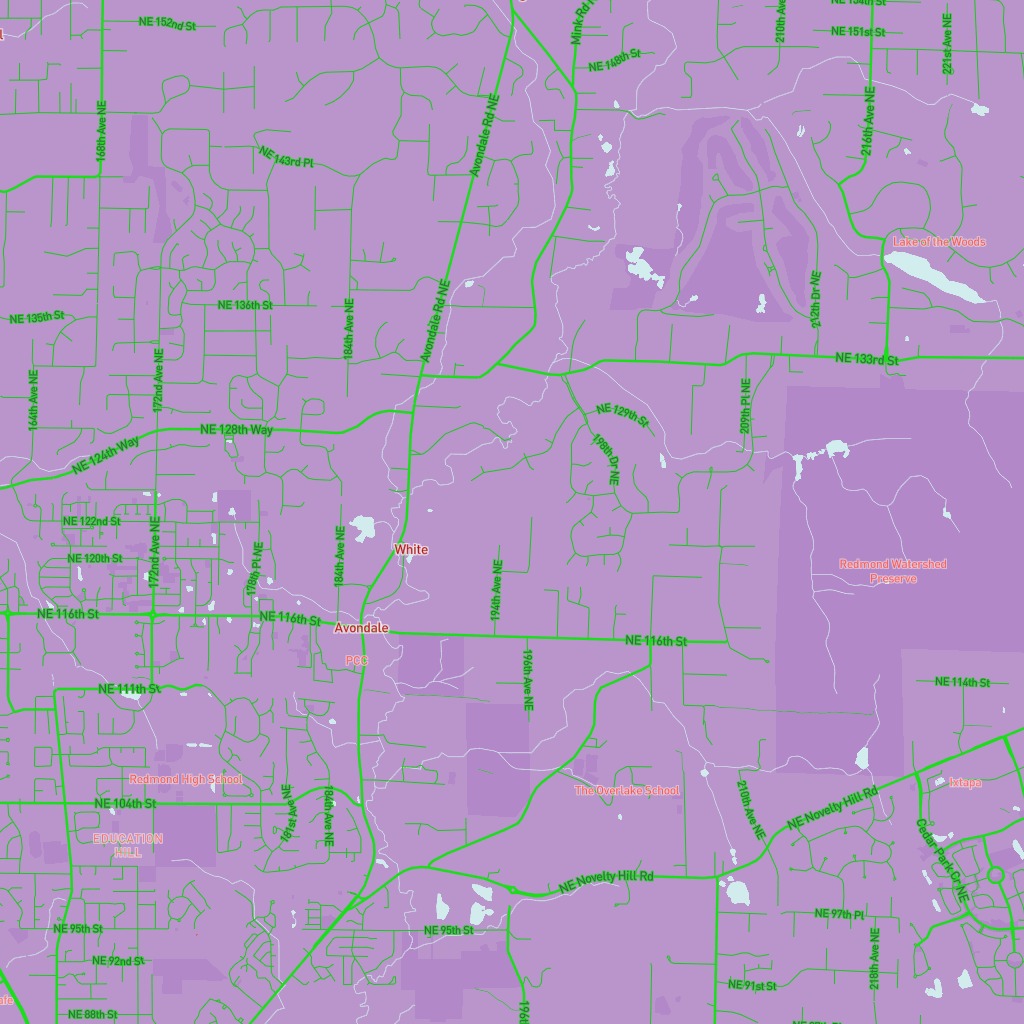 NE 152nd St
Mink Rd
210th Ave NE
NE 151st St
221st Ave NE
NE 148th St
168th Ave NE
Avondale Rd NE
216th Ave NE
NE 143rd Pl
Lake of the Woods
NE 136th St
NE 135th St
184th Ave NE
Avondale Rd NE
212th Dr NE
NE 133rd St
164th Ave NE
172nd Ave NE
209th Pl NE
NE 129th St
NE 128th Way
NE 124th Way
198th Dr NE
NE 122nd St
172nd Ave NE
184th Ave NE
White
NE 120th St
178th Pl NE
194th Ave NE
Redmond Watershed
Preserve
NE 116th St
NE 116th St
Avondale
NE 116th St
PCC
196th Ave NE
NE 111th St
NE 114th St
Redmond High School
The Overlake School
Ixtapa
NE 104th St
181st Ave NE
184th Ave NE
210th Ave NE
NE Novelty Hill Rd
EDUCATION
HILL
Cedar Park Cr NE
NE Novelty Hill Rd
NE 97th Pl
NE 95th St
NE 95th St
218th Ave NE
NE 92nd St
NE 91st St
NE 88th St